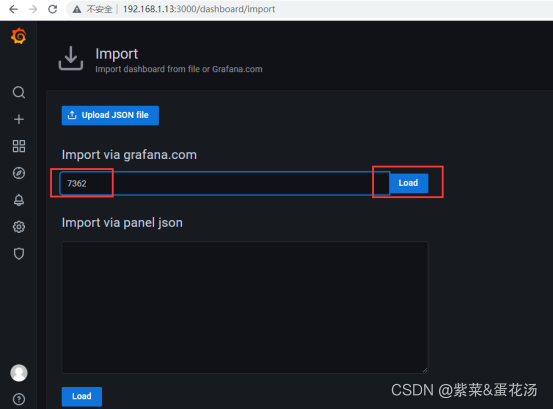 不安全 | 192.168.1.13:3000/dashboard/import
Import
Import dashboard from file or Grafana.com
Upload JSON file
Import via grafana.com
7362
Load
Import via panel json
Load
CSDN @紫菜&蛋花汤